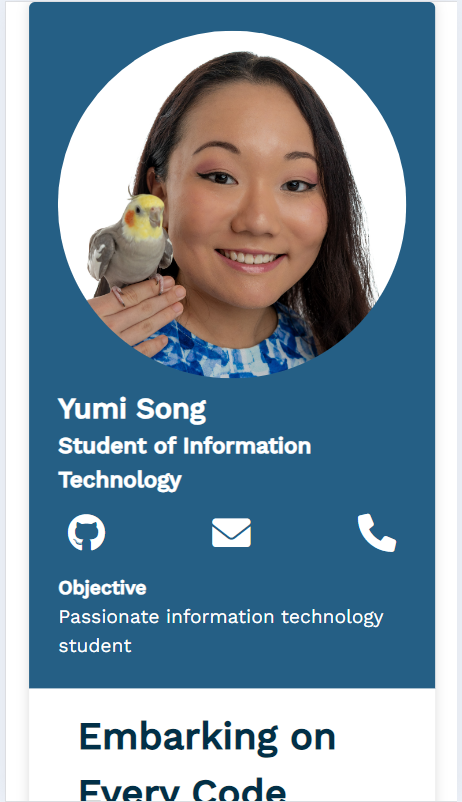 Yumi Song
Student of Information
Technology
Objective
Passionate information technology
student
Embarking on
Every Code